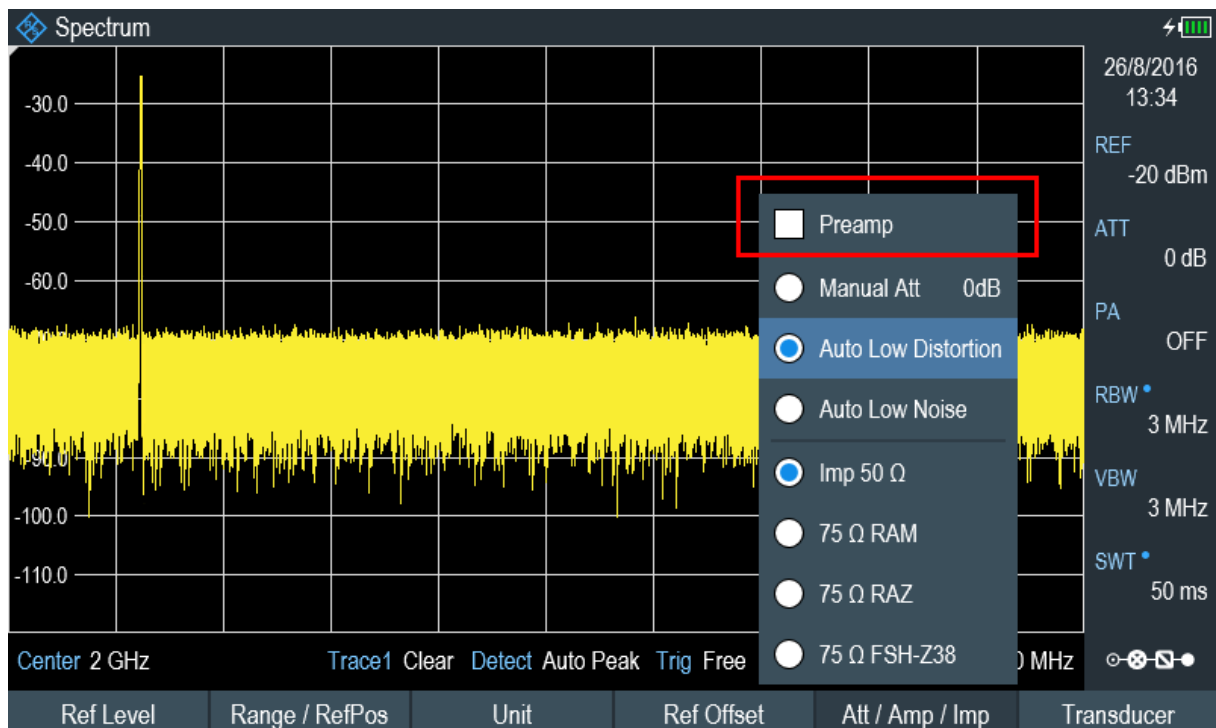 Spectrum
26/8/2016
13:34
-30.0
-40.0
-50.0
-60.0
-90.0
-100.0
-110.0
REF
-20 dBm
ATT
0 dB
PA
OFF
RBW
3 MHz
VBW
3 MHz
SWT
50 ms
Preamp
Manual Att 0dB
Auto Low Distortion
Auto Low Noise
Imp 50 Ω
75 Ω RAM
75 Ω RAZ
75 Ω FSH-Z38
Center 2 GHz Trace1 Clear Detect Auto Peak Trig Free 0 MHz
Ref Level Range / RefPos Unit Ref Offset Att / Amp / Imp Transducer